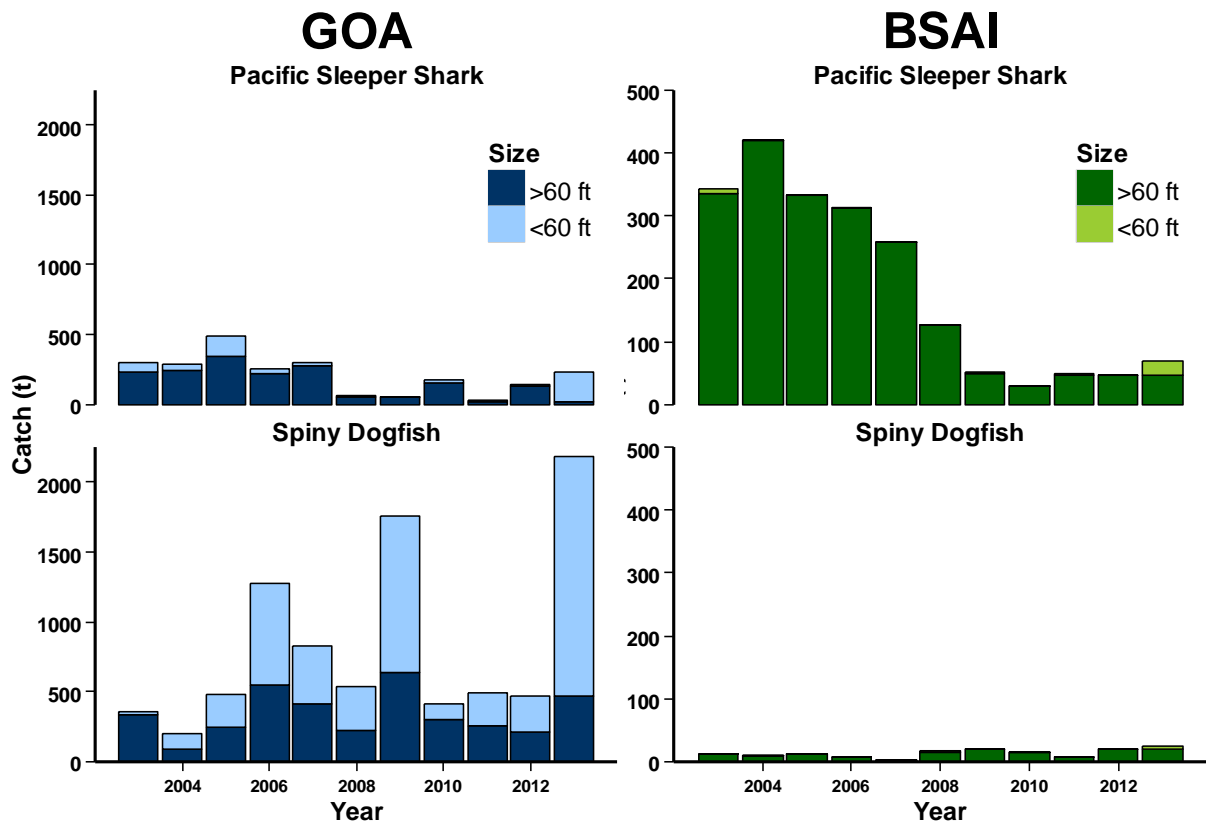 GOA
BSAI
Pacific Sleeper Shark
Pacific Sleeper Shark
2000
1500
1000
500
0
Size
>60 ft
<60 ft
500
400
300
200
100
0
Size
>60 ft
<60 ft
Catch (t)
Spiny Dogfish
Spiny Dogfish
2000
1500
1000
500
0
500
400
300
200
100
0
2004 2006 2008 2010 2012
Year
2004 2006 2008 2010 2012
Year